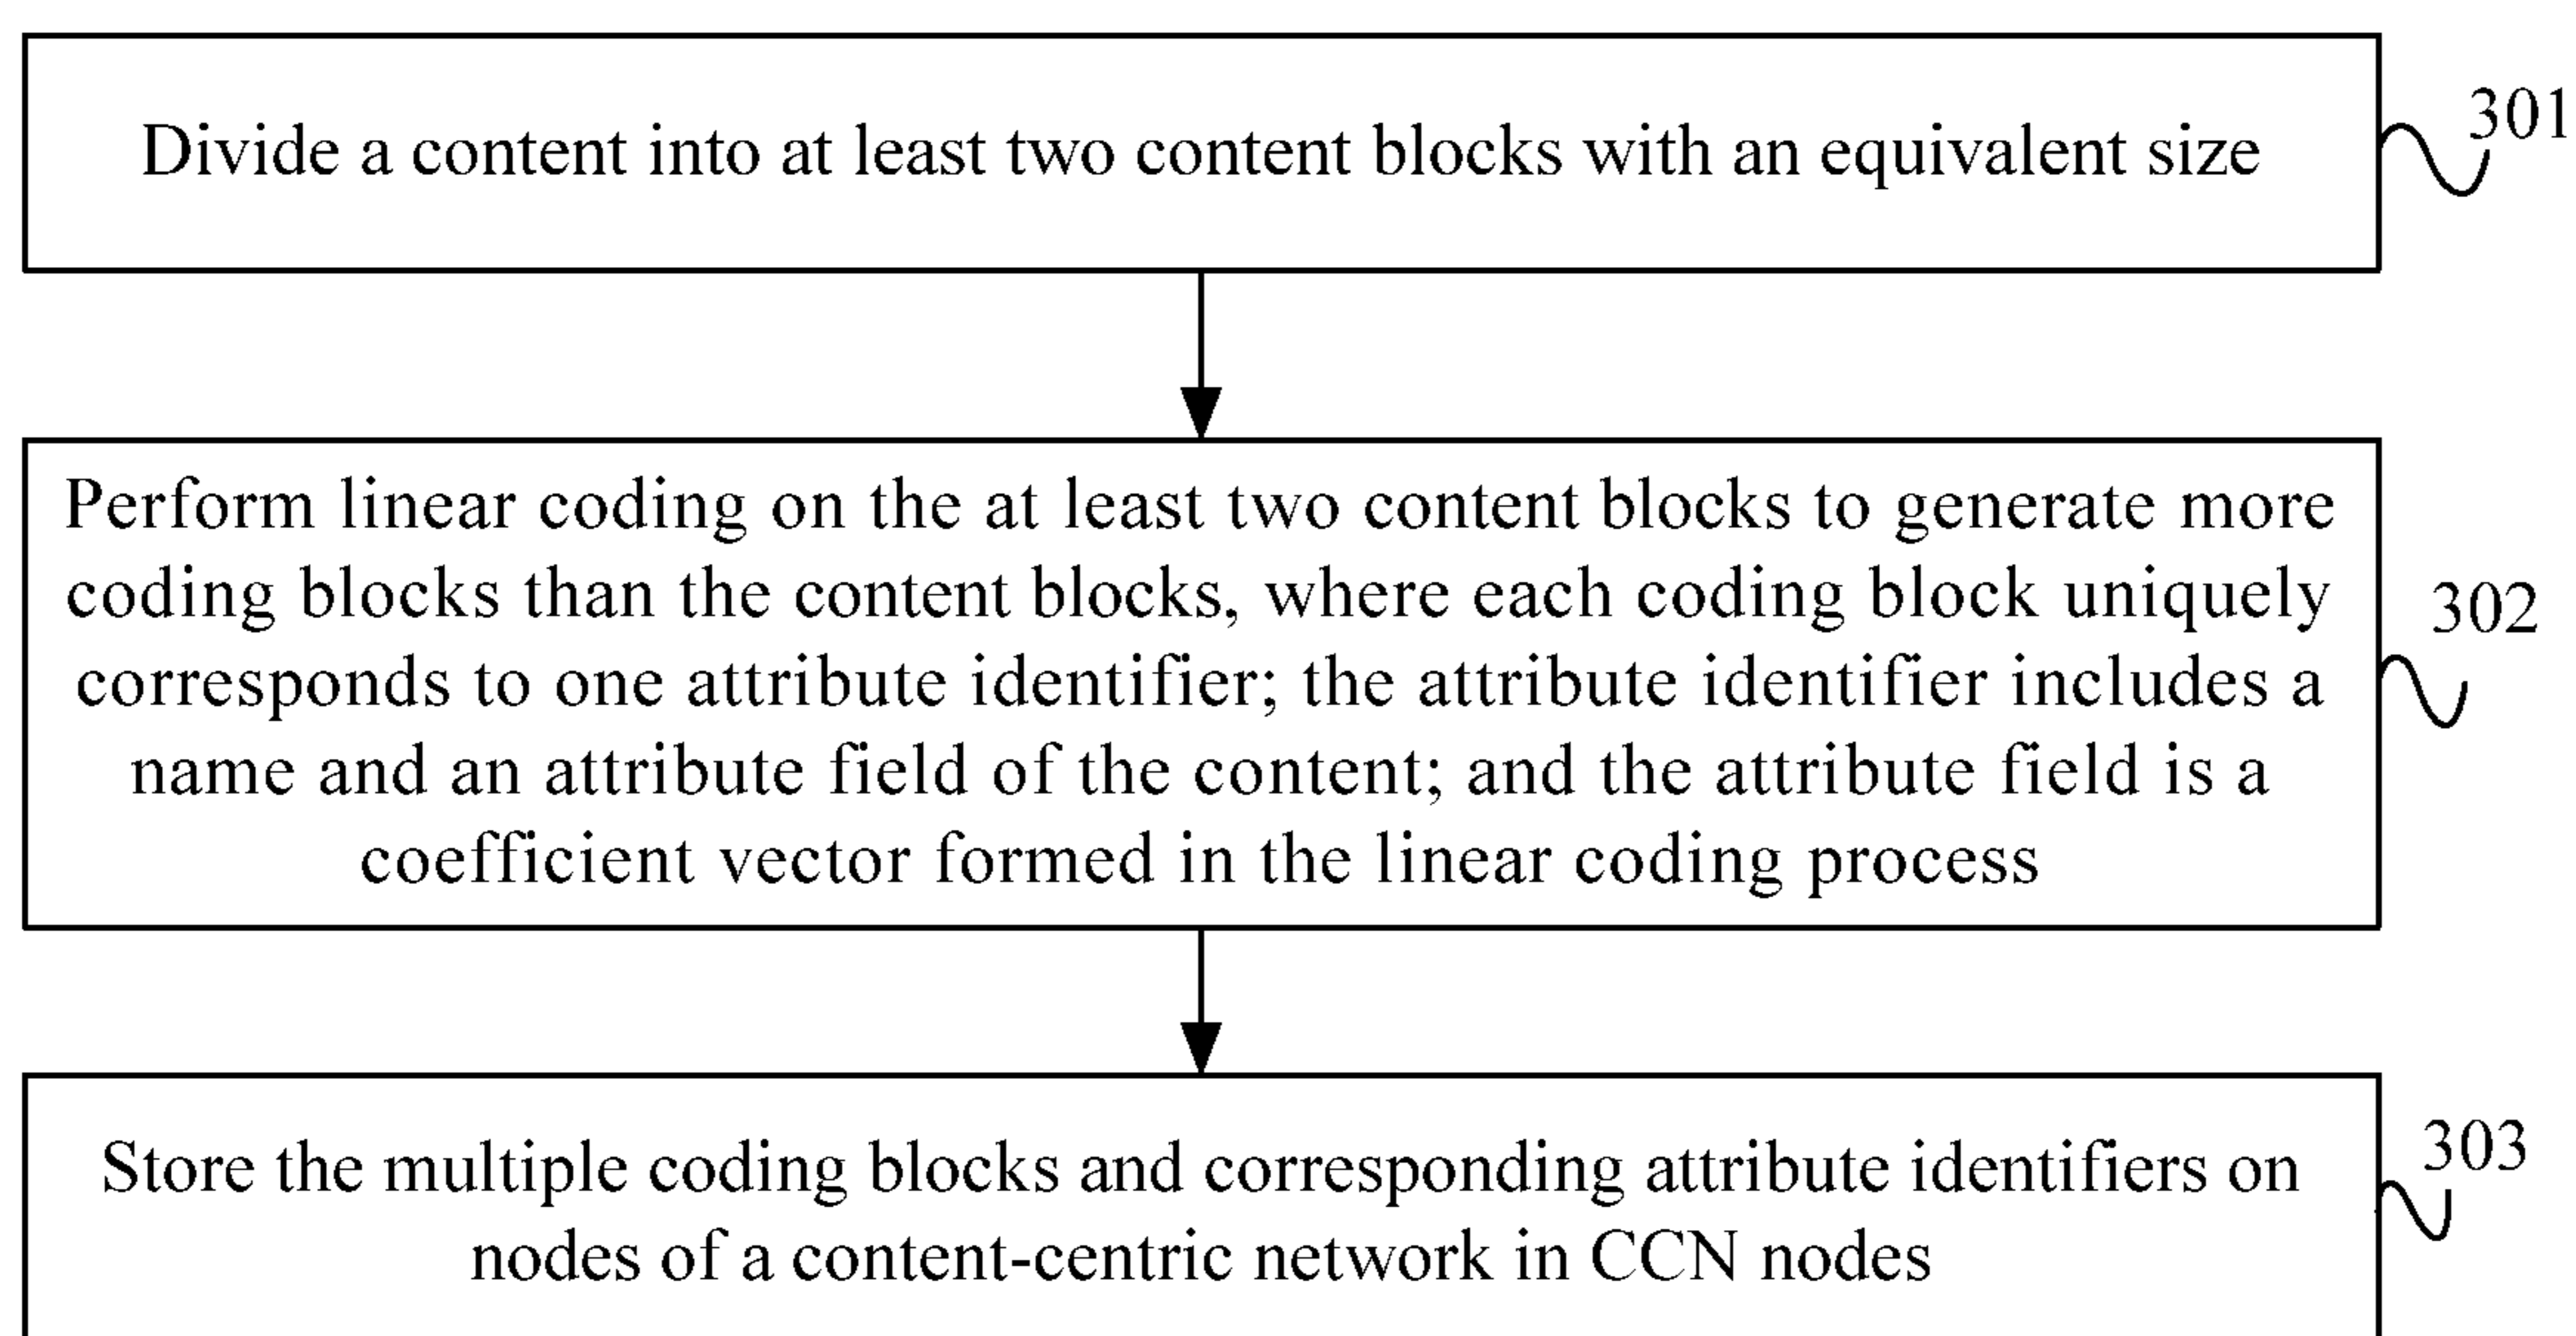 Divide a content into at least two content blocks with an equivalent size
301
Perform linear coding on the at least two content blocks to generate more
coding blocks than the content blocks, where each coding block uniquely
corresponds to one attribute identifier; the attribute identifier includes a
name and an attribute field of the content; and the attribute field is a
coefficient vector formed in the linear coding process
302
Store the multiple coding blocks and corresponding attribute identifiers on
nodes of a content-centric network in CCN nodes
303